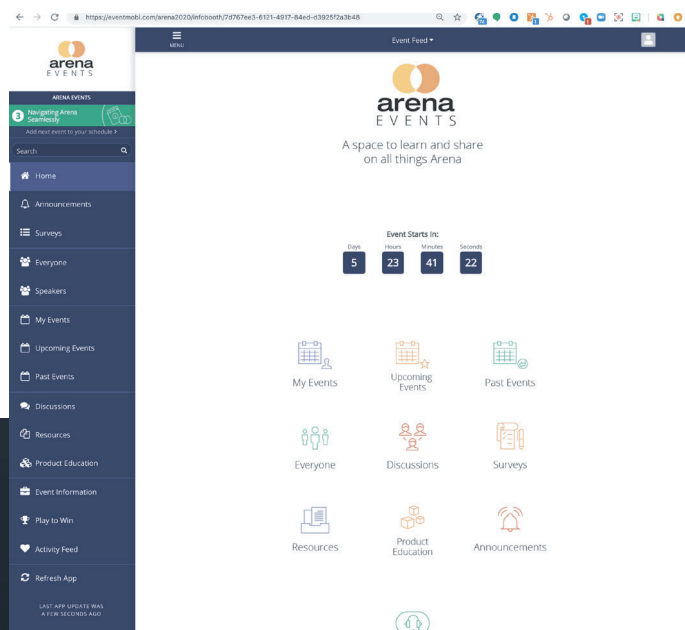 https://eventmobi.com/arena2020/infobooth/7d767ee3-6121-4917-84ed-d3925f2a3b48
MENU
Event Feed
arena
EVENTS
ARENA EVENTS
3 Navigating Arena
Seamlessly
Add next event to your schedule >
Search
Home
Announcements
Surveys
Everyone
Speakers
My Events
Upcoming Events
Past Events
Discussions
Resources
Product Education
Event Information
Play to Win
Activity Feed
Refresh App
LAST APP UPDATE WAS
A FEW SECONDS AGO
arena
EVENTS
A space to learn and share
on all things Arena
Event Starts In:
Days Hours Minutes Seconds
5 23 41 22
My Events
Upcoming
Events
Past Events
Everyone
Discussions
Surveys
Resources
Product
Education
Announcements